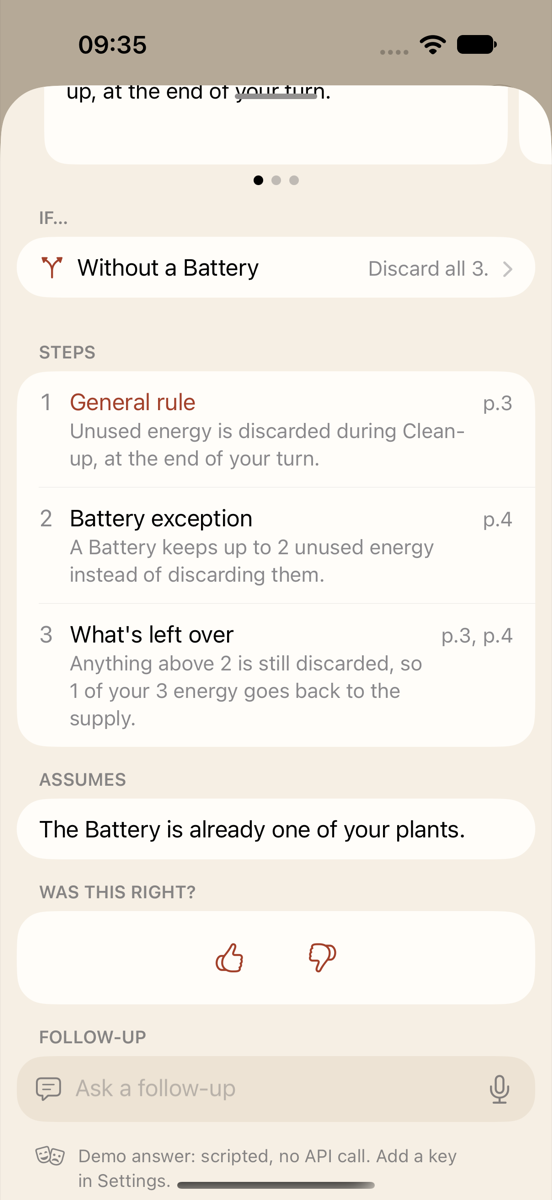 09:35
up, at the end of your turn.
IF...
Without a Battery Discard all 3.
STEPS
1 General rule p.3
Unused energy is discarded during Clean-
up, at the end of your turn.
2 Battery exception p.4
A Battery keeps up to 2 unused energy
instead of discarding them.
3 What's left over p.3, p.4
Anything above 2 is still discarded, so
1 of your 3 energy goes back to the
supply.
ASSUMES
The Battery is already one of your plants.
WAS THIS RIGHT?
FOLLOW-UP
Ask a follow-up
Demo answer: scripted, no API call. Add a key
in Settings.